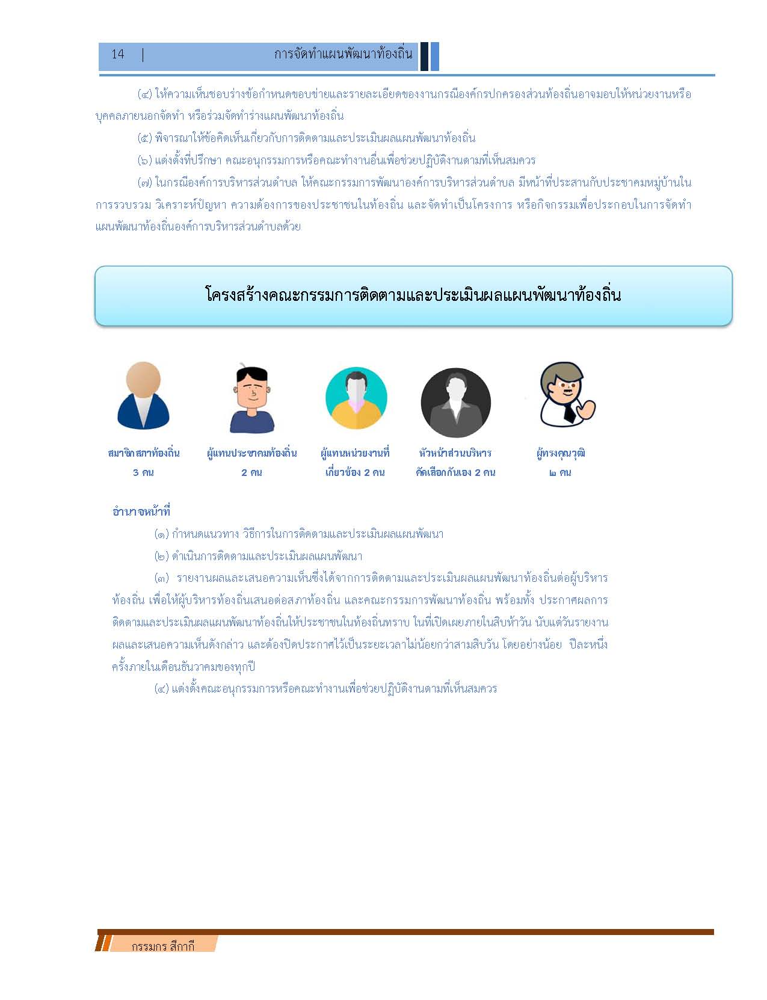 14 | การจัดทำแผนพัฒนาท้องถิ่น
(๔) ให้ความเห็นชอบร่างข้อกำหนดขอบข่ายและรายละเอียดของงานกรณีองค์กรปกครองส่วนท้องถิ่นอาจมอบให้หน่วยงานหรือ
บุคคลภายนอกจัดทำ หรือร่วมจัดทำร่างแผนพัฒนาท้องถิ่น
(๕) พิจารณาให้ข้อคิดเห็นเกี่ยวกับการติดตามและประเมินผลแผนพัฒนาท้องถิ่น
(๖) แต่งตั้งที่ปรึกษา คณะอนุกรรมการหรือคณะทำงานอื่นเพื่อช่วยปฏิบัติงานตามที่เห็นสมควร
(๗) ในกรณีองค์การบริหารส่วนตำบล ให้คณะกรรมการพัฒนาองค์การบริหารส่วนตำบล มีหน้าที่ประสานกับประชาคมหมู่บ้านใน
การรวบรวม วิเคราะห์ปัญหา ความต้องการของประชาชนในท้องถิ่น และจัดทำเป็นโครงการ หรือกิจกรรมเพื่อประกอบในการจัดทำ
แผนพัฒนาท้องถิ่นองค์การบริหารส่วนตำบลด้วย
โครงสร้างคณะกรรมการติดตามและประเมินผลแผนพัฒนาท้องถิ่น
สมาชิกสภาท้องถิ่น
3 คน
ผู้แทนประชาคมท้องถิ่น
2 คน
ผู้แทนหน่วยงานที่
เกี่ยวข้อง 2 คน
หัวหน้าส่วนบริหาร
คัดเลือกกันเอง 2 คน
ผู้ทรงคุณวุฒิ
๒ คน
อำนาจหน้าที่
(๑) กำหนดแนวทาง วิธีการในการติดตามและประเมินผลแผนพัฒนา
(๒) ดำเนินการติดตามและประเมินผลแผนพัฒนา
(๓) รายงานผลและเสนอความเห็นซึ่งได้จากการติดตามและประเมินผลแผนพัฒนาท้องถิ่นต่อผู้บริหาร
ท้องถิ่น เพื่อให้ผู้บริหารท้องถิ่นเสนอต่อสภาท้องถิ่น และคณะกรรมการพัฒนาท้องถิ่น พร้อมทั้ง ประกาศผลการ
ติดตามและประเมินผลแผนพัฒนาท้องถิ่นให้ประชาชนในท้องถิ่นทราบ ในที่เปิดเผยภายในสิบห้าวัน นับแต่วันรายงาน
ผลและเสนอความเห็นดังกล่าว และต้องปิดประกาศไว้เป็นระยะเวลาไม่น้อยกว่าสามสิบวัน โดยอย่างน้อย ปีละหนึ่ง
ครั้งภายในเดือนธันวาคมของทุกปี
(๔) แต่งตั้งคณะอนุกรรมการหรือคณะทำงานเพื่อช่วยปฏิบัติงานตามที่เห็นสมควร
กรรมกร สีกากี